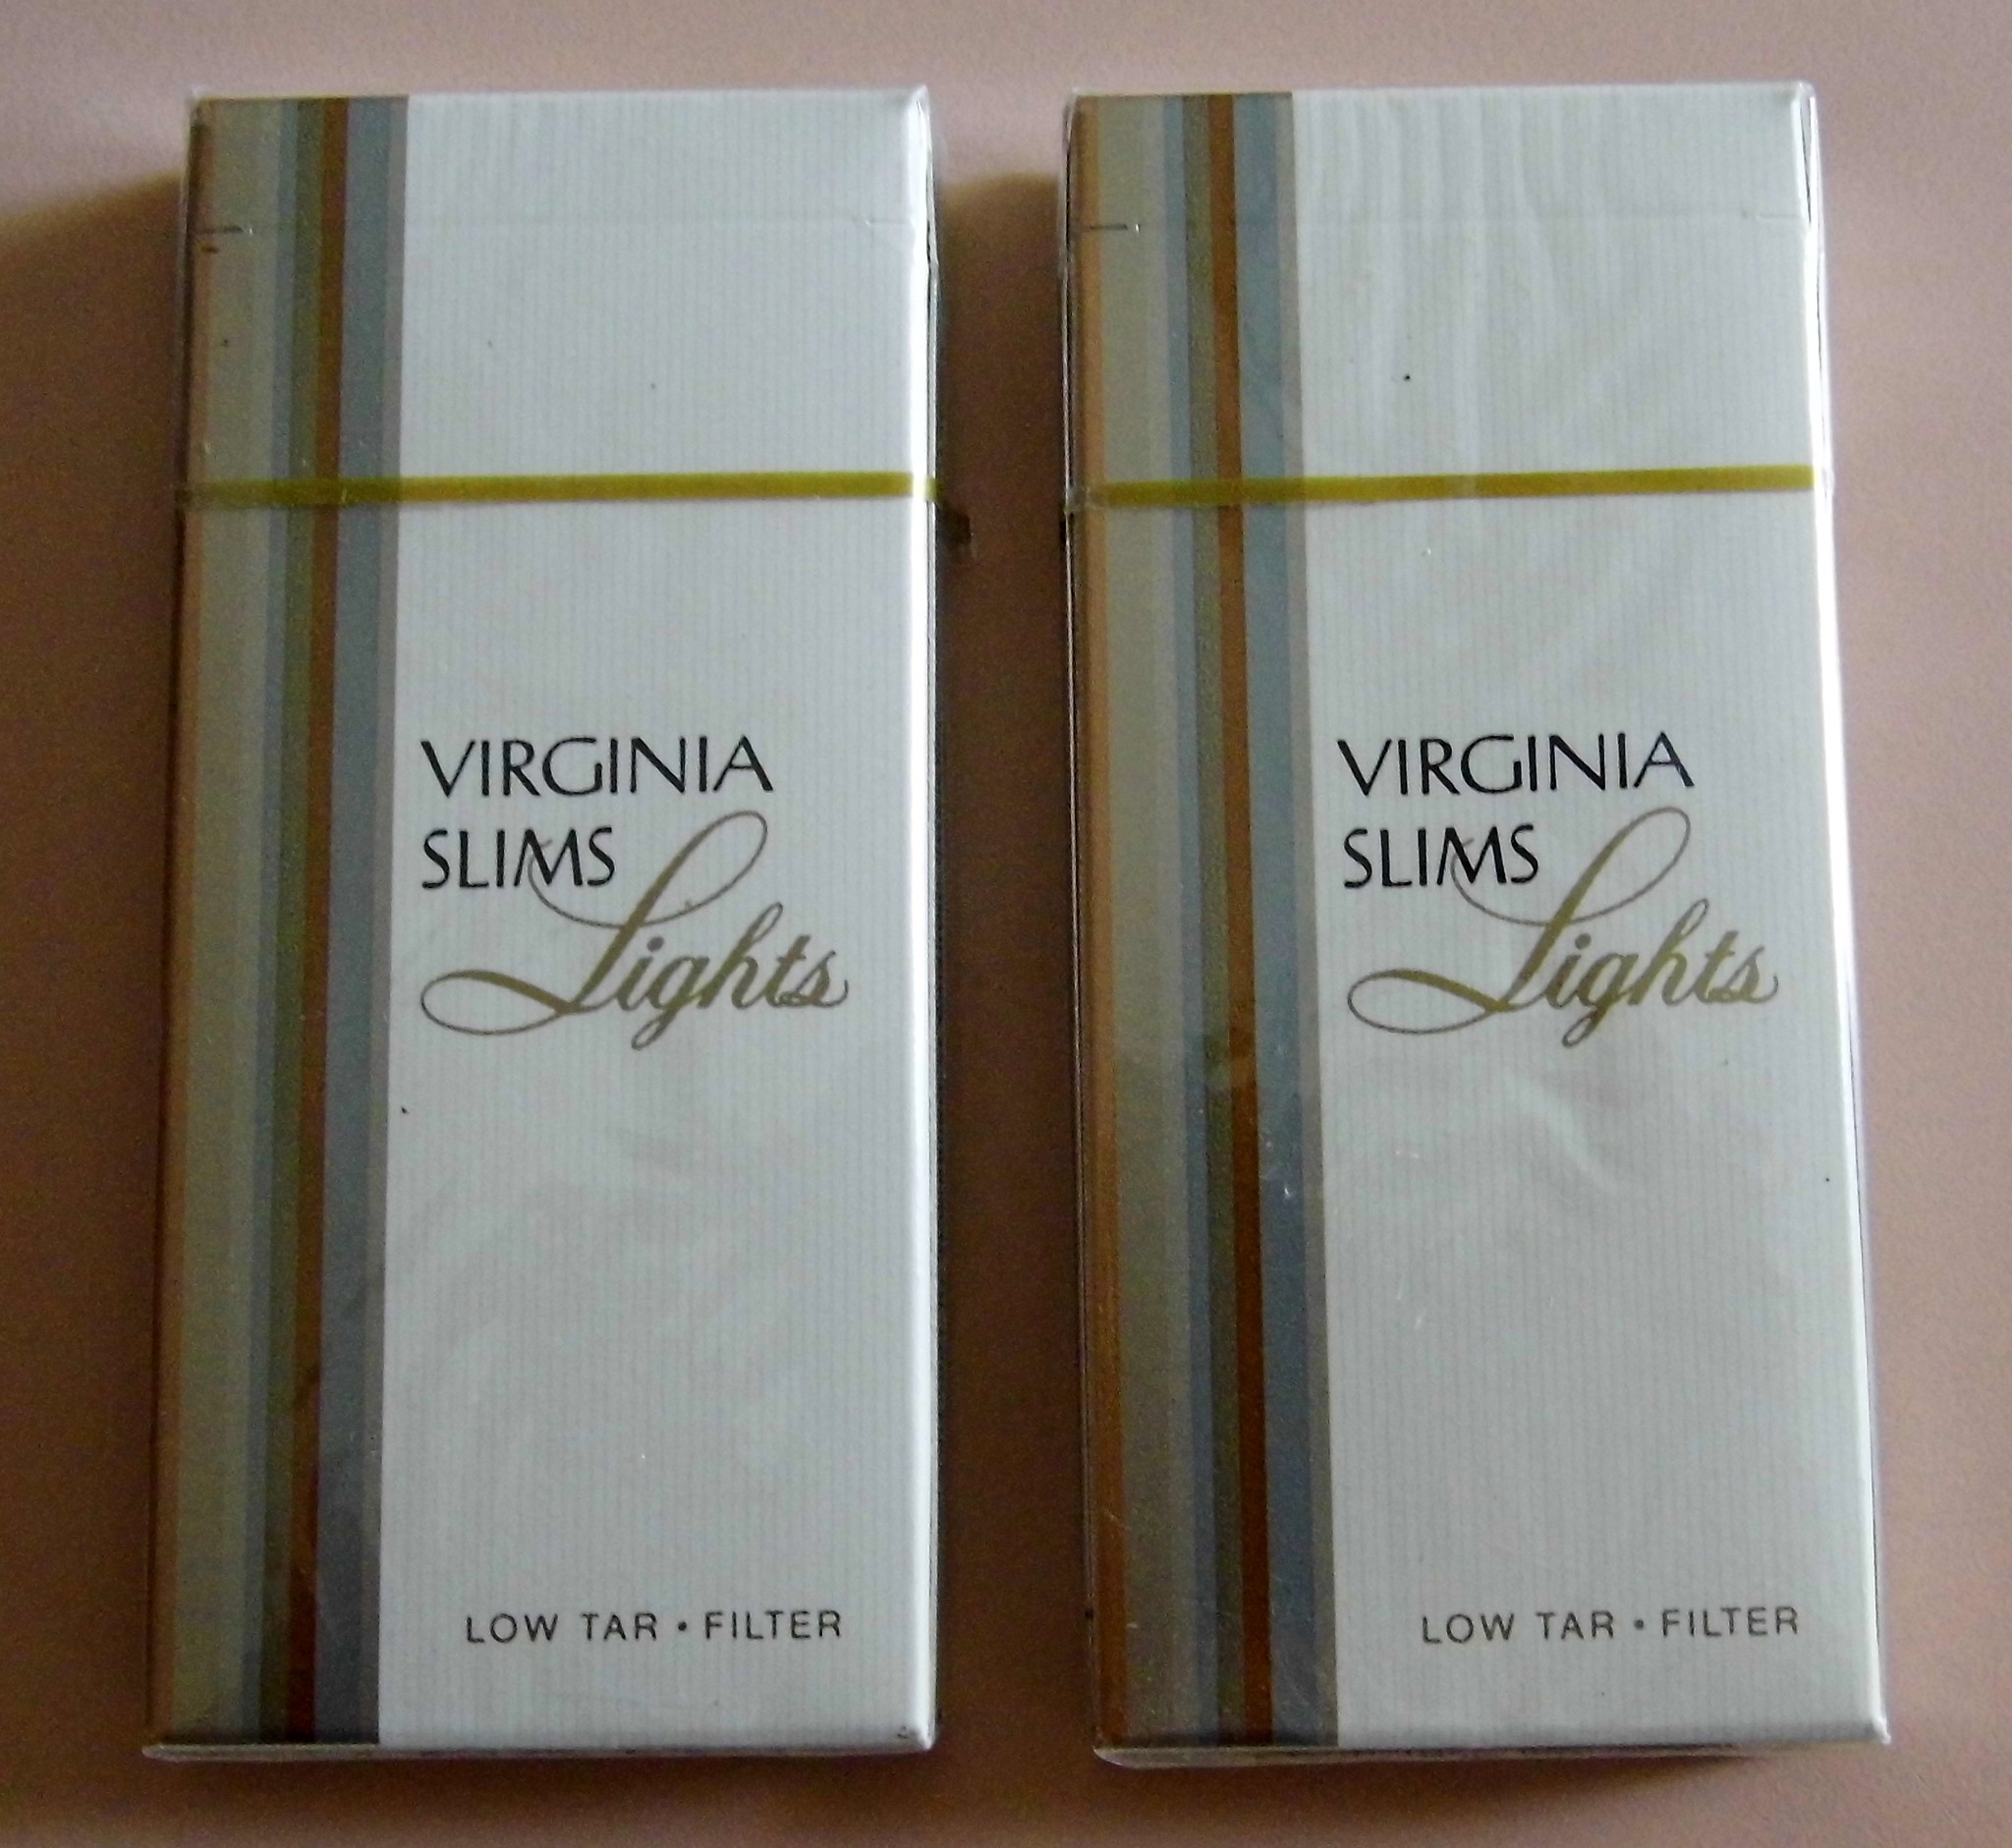 VIRGINIA
SLIMS
Lights
LOW TAR • FILTER
VIRGINIA
SLIMS
Lights
LOW TAR • FILTER